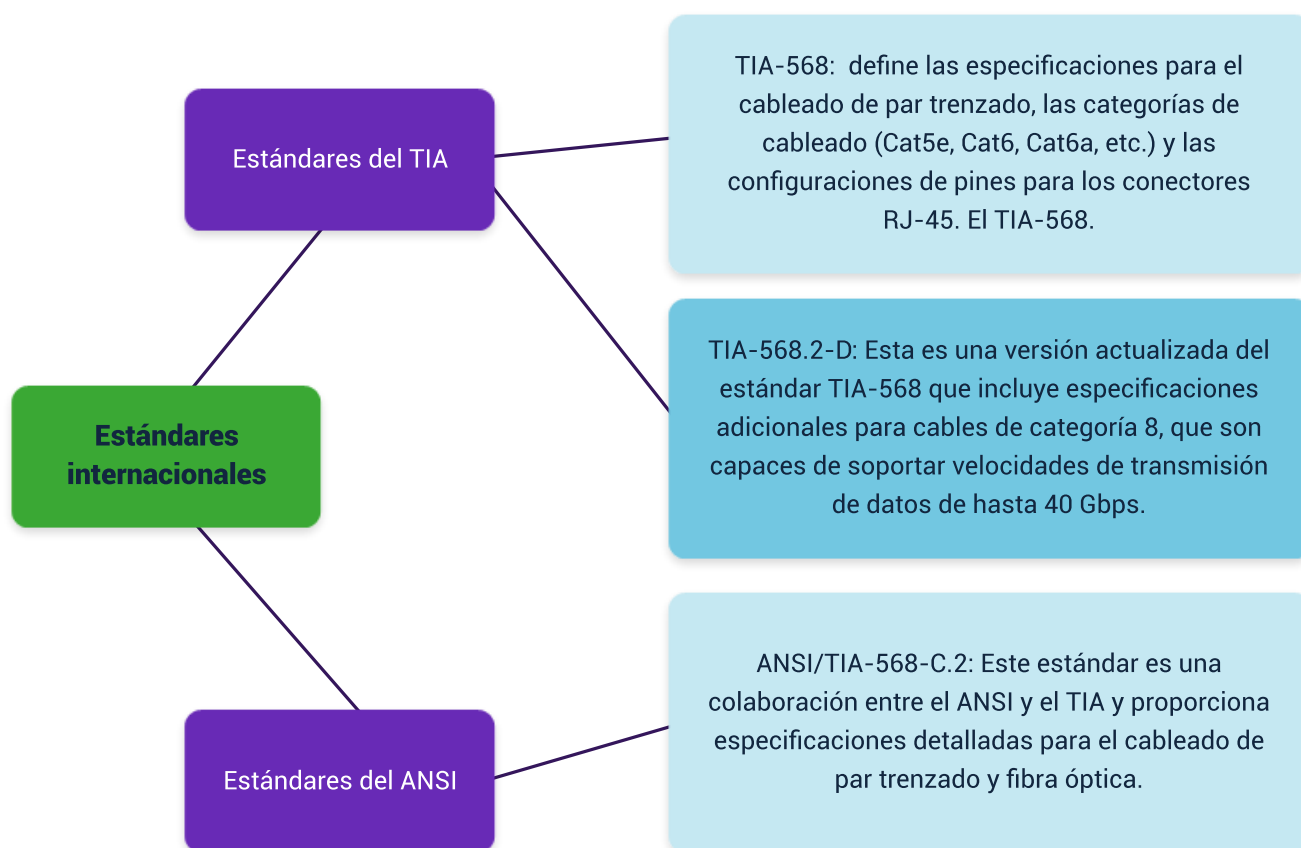 Estándares del TIA
TIA-568:  define las especificaciones para el
cableado de par trenzado, las categorías de
cableado (Cat5e, Cat6, Cat6a, etc.) y las
configuraciones de pines para los conectores
RJ-45. El TIA-568.
TIA-568.2-D: Esta es una versión actualizada del
estándar TIA-568 que incluye especificaciones
adicionales para cables de categoría 8, que son
capaces de soportar velocidades de transmisión
de datos de hasta 40 Gbps.
Estándares
internacionales
Estándares del ANSI
ANSI/TIA-568-C.2: Este estándar es una
colaboración entre el ANSI y el TIA y proporciona
especificaciones detalladas para el cableado de
par trenzado y fibra óptica.